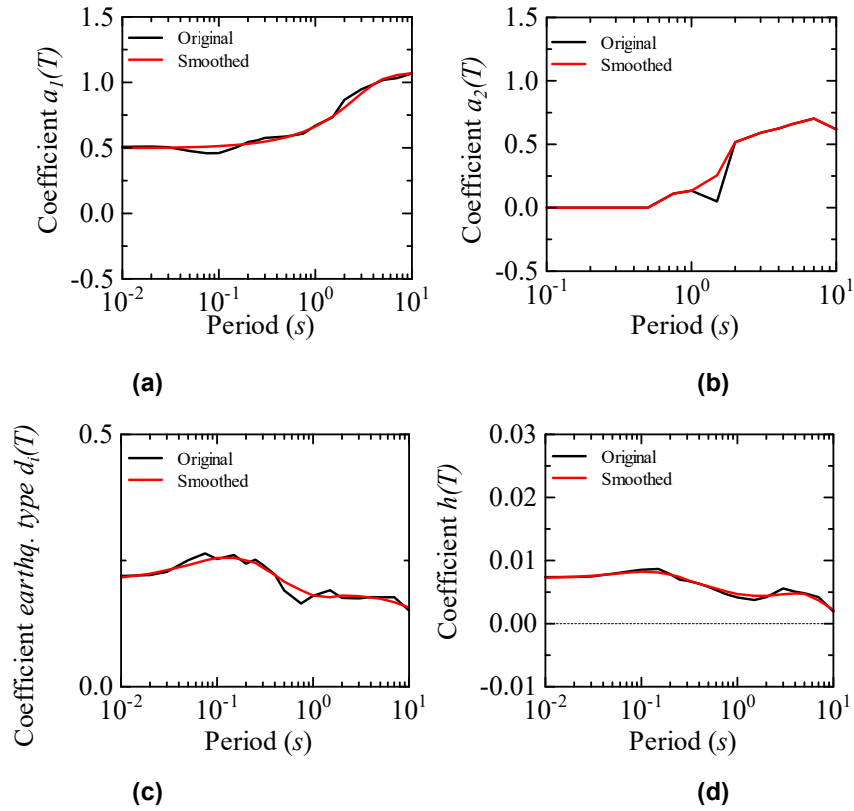 1.5
1.0
0.5
0.0
-0.5
Coefficient a₁(T)
Original
Smoothed
10⁻² 10⁻¹ 10⁰ 10¹
Period (s)
(a)
1.5
1.0
0.5
0.0
-0.5
Coefficient a₂(T)
Original
Smoothed
10⁻¹ 10⁰ 10¹
Period (s)
(b)
0.5
0.0
Coefficient earthq. type dᵢ(T)
Original
Smoothed
10⁻² 10⁻¹ 10⁰ 10¹
Period (s)
(c)
0.03
0.02
0.01
0.00
-0.01
Coefficient h(T)
Original
Smoothed
10⁻² 10⁻¹ 10⁰ 10¹
Period (s)
(d)